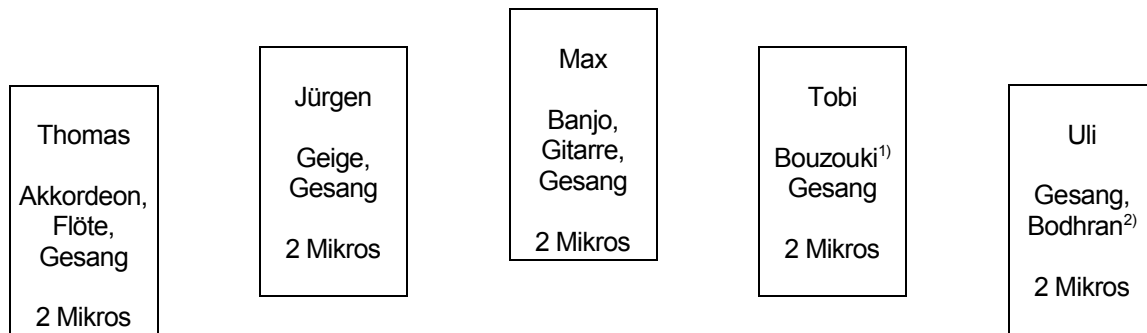 Thomas
Akkordeon,
Flöte,
Gesang
2 Mikros
Jürgen
Geige,
Gesang
2 Mikros
Max
Banjo,
Gitarre,
Gesang
2 Mikros
Tobi
Bouzouki¹⁾
Gesang
2 Mikros
Uli
Gesang,
Bodhran²⁾
2 Mikros